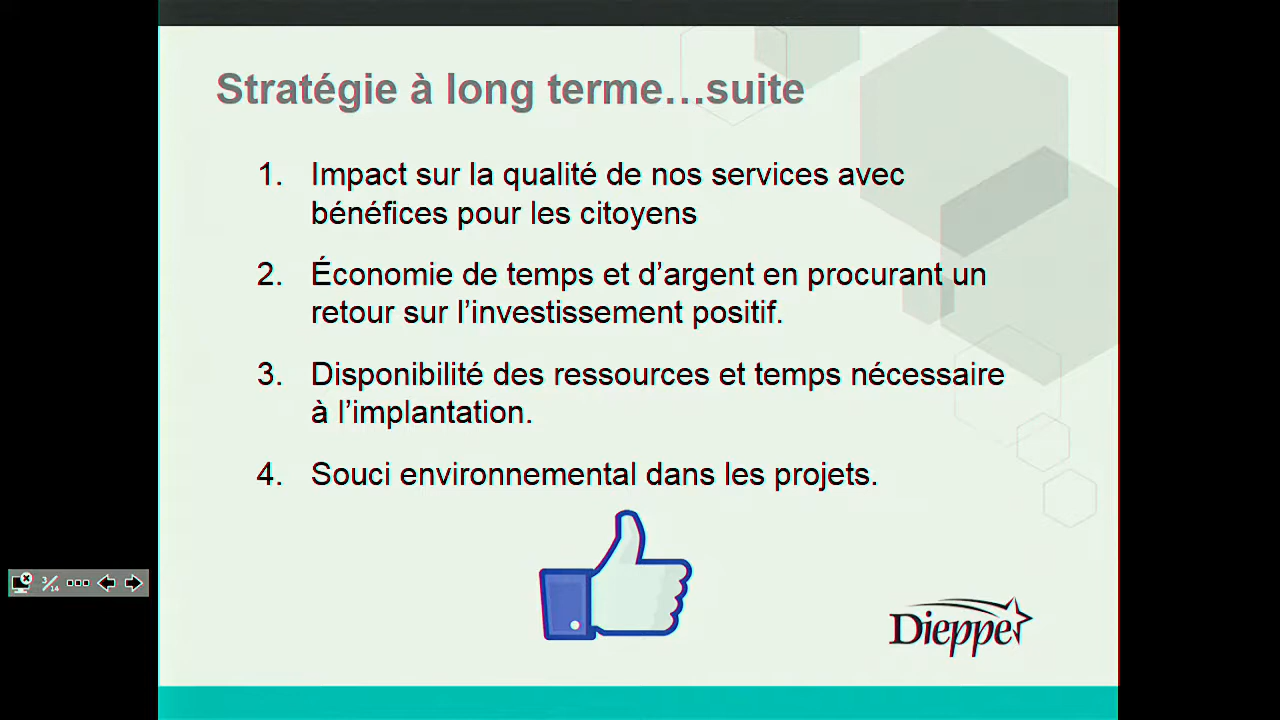 Stratégie à long terme…suite
1. Impact sur la qualité de nos services avec
bénéfices pour les citoyens
2. Économie de temps et d’argent en procurant un
retour sur l’investissement positif.
3. Disponibilité des ressources et temps nécessaire
à l’implantation.
4. Souci environnemental dans les projets.
3/14
Dieppe